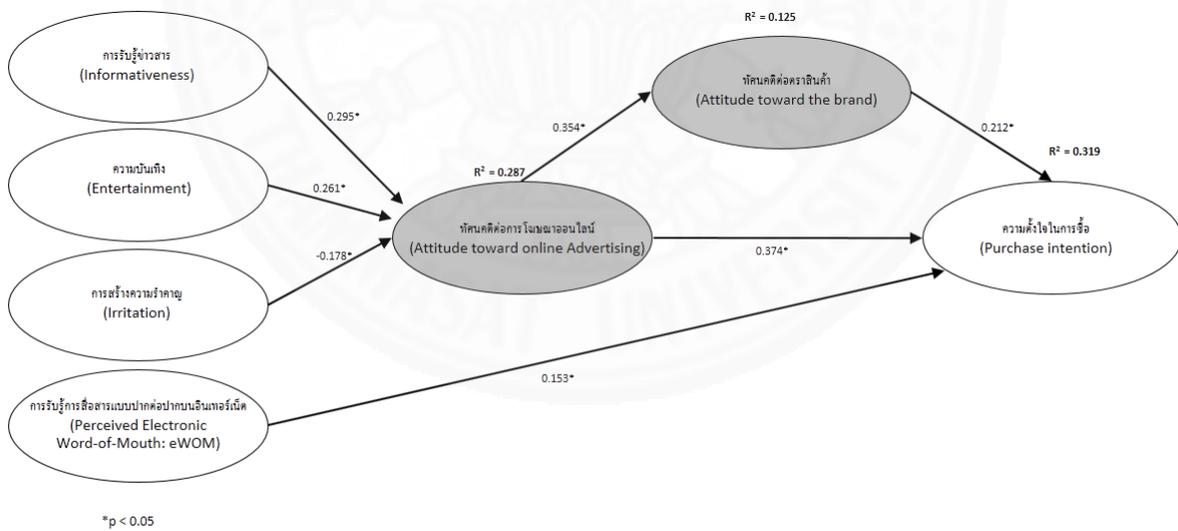 R² = 0.125
การรับรู้ข่าวสาร
(Informativeness)
ทัศนคติต่อตราสินค้า
(Attitude toward the brand)
0.295*
0.354*
0.212*
R² = 0.319
ความบันเทิง
(Entertainment)
R² = 0.287
0.261*
ทัศนคติต่อการโฆษณาออนไลน์
(Attitude toward online Advertising)
ความตั้งใจในการซื้อ
(Purchase intention)
0.374*
-0.178*
การสร้างความรำคาญ
(Irritation)
0.153*
การรับรู้การสื่อสารแบบปากต่อปากบนอินเทอร์เน็ต
(Perceived Electronic
Word-of-Mouth: eWOM)
*p < 0.05